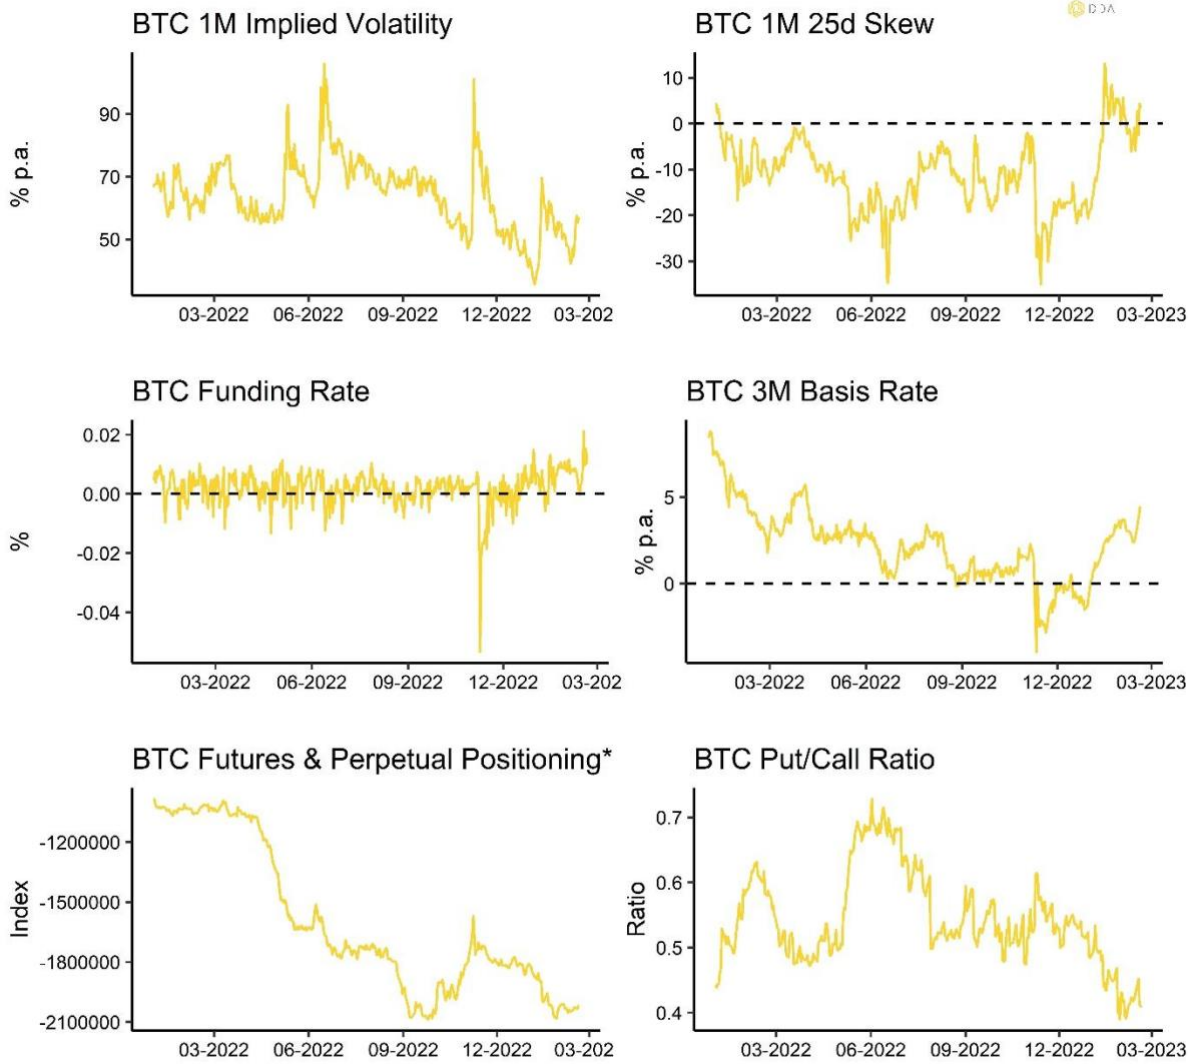 DDA
BTC 1M Implied Volatility
% p.a.
90
70
50
03-2022 06-2022 09-2022 12-2022 03-202
BTC 1M 25d Skew
% p.a.
10
0
-10
-20
-30
03-2022 06-2022 09-2022 12-2022 03-2023
BTC Funding Rate
%
0.02
0.00
-0.02
-0.04
03-2022 06-2022 09-2022 12-2022 03-202
BTC 3M Basis Rate
% p.a.
5
0
03-2022 06-2022 09-2022 12-2022 03-2023
BTC Futures & Perpetual Positioning*
Index
-1200000
-1500000
-1800000
-2100000
03-2022 06-2022 09-2022 12-2022 03-202
BTC Put/Call Ratio
Ratio
0.7
0.6
0.5
0.4
03-2022 06-2022 09-2022 12-2022 03-2023